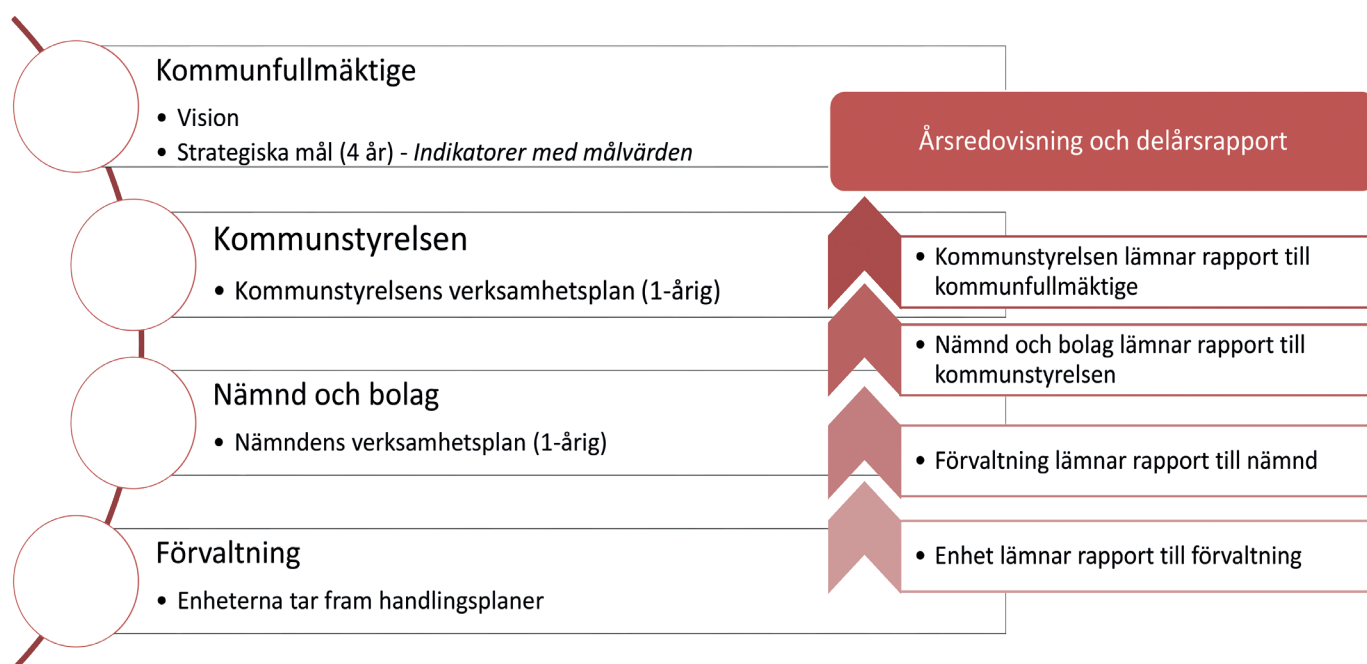 Kommunfullmäktige
• Vision
• Strategiska mål (4 år) - Indikatorer med målvärden
Kommunstyrelsen
• Kommunstyrelsens verksamhetsplan (1-årig)
Nämnd och bolag
• Nämndens verksamhetsplan (1-årig)
Förvaltning
• Enheterna tar fram handlingsplaner
Årsredovisning och delårsrapport
• Kommunstyrelsen lämnar rapport till
kommunfullmäktige
• Nämnd och bolag lämnar rapport till
kommunstyrelsen
• Förvaltning lämnar rapport till nämnd
• Enhet lämnar rapport till förvaltning